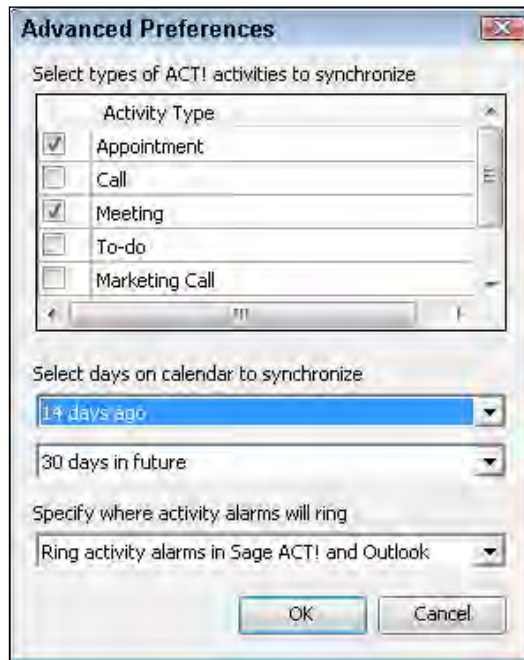 Advanced Preferences
Select types of ACT! activities to synchronize
Activity Type
Appointment
Call
Meeting
To-do
Marketing Call
Select days on calendar to synchronize
14 days ago
30 days in future
Specify where activity alarms will ring
Ring activity alarms in Sage ACT! and Outlook
OK Cancel